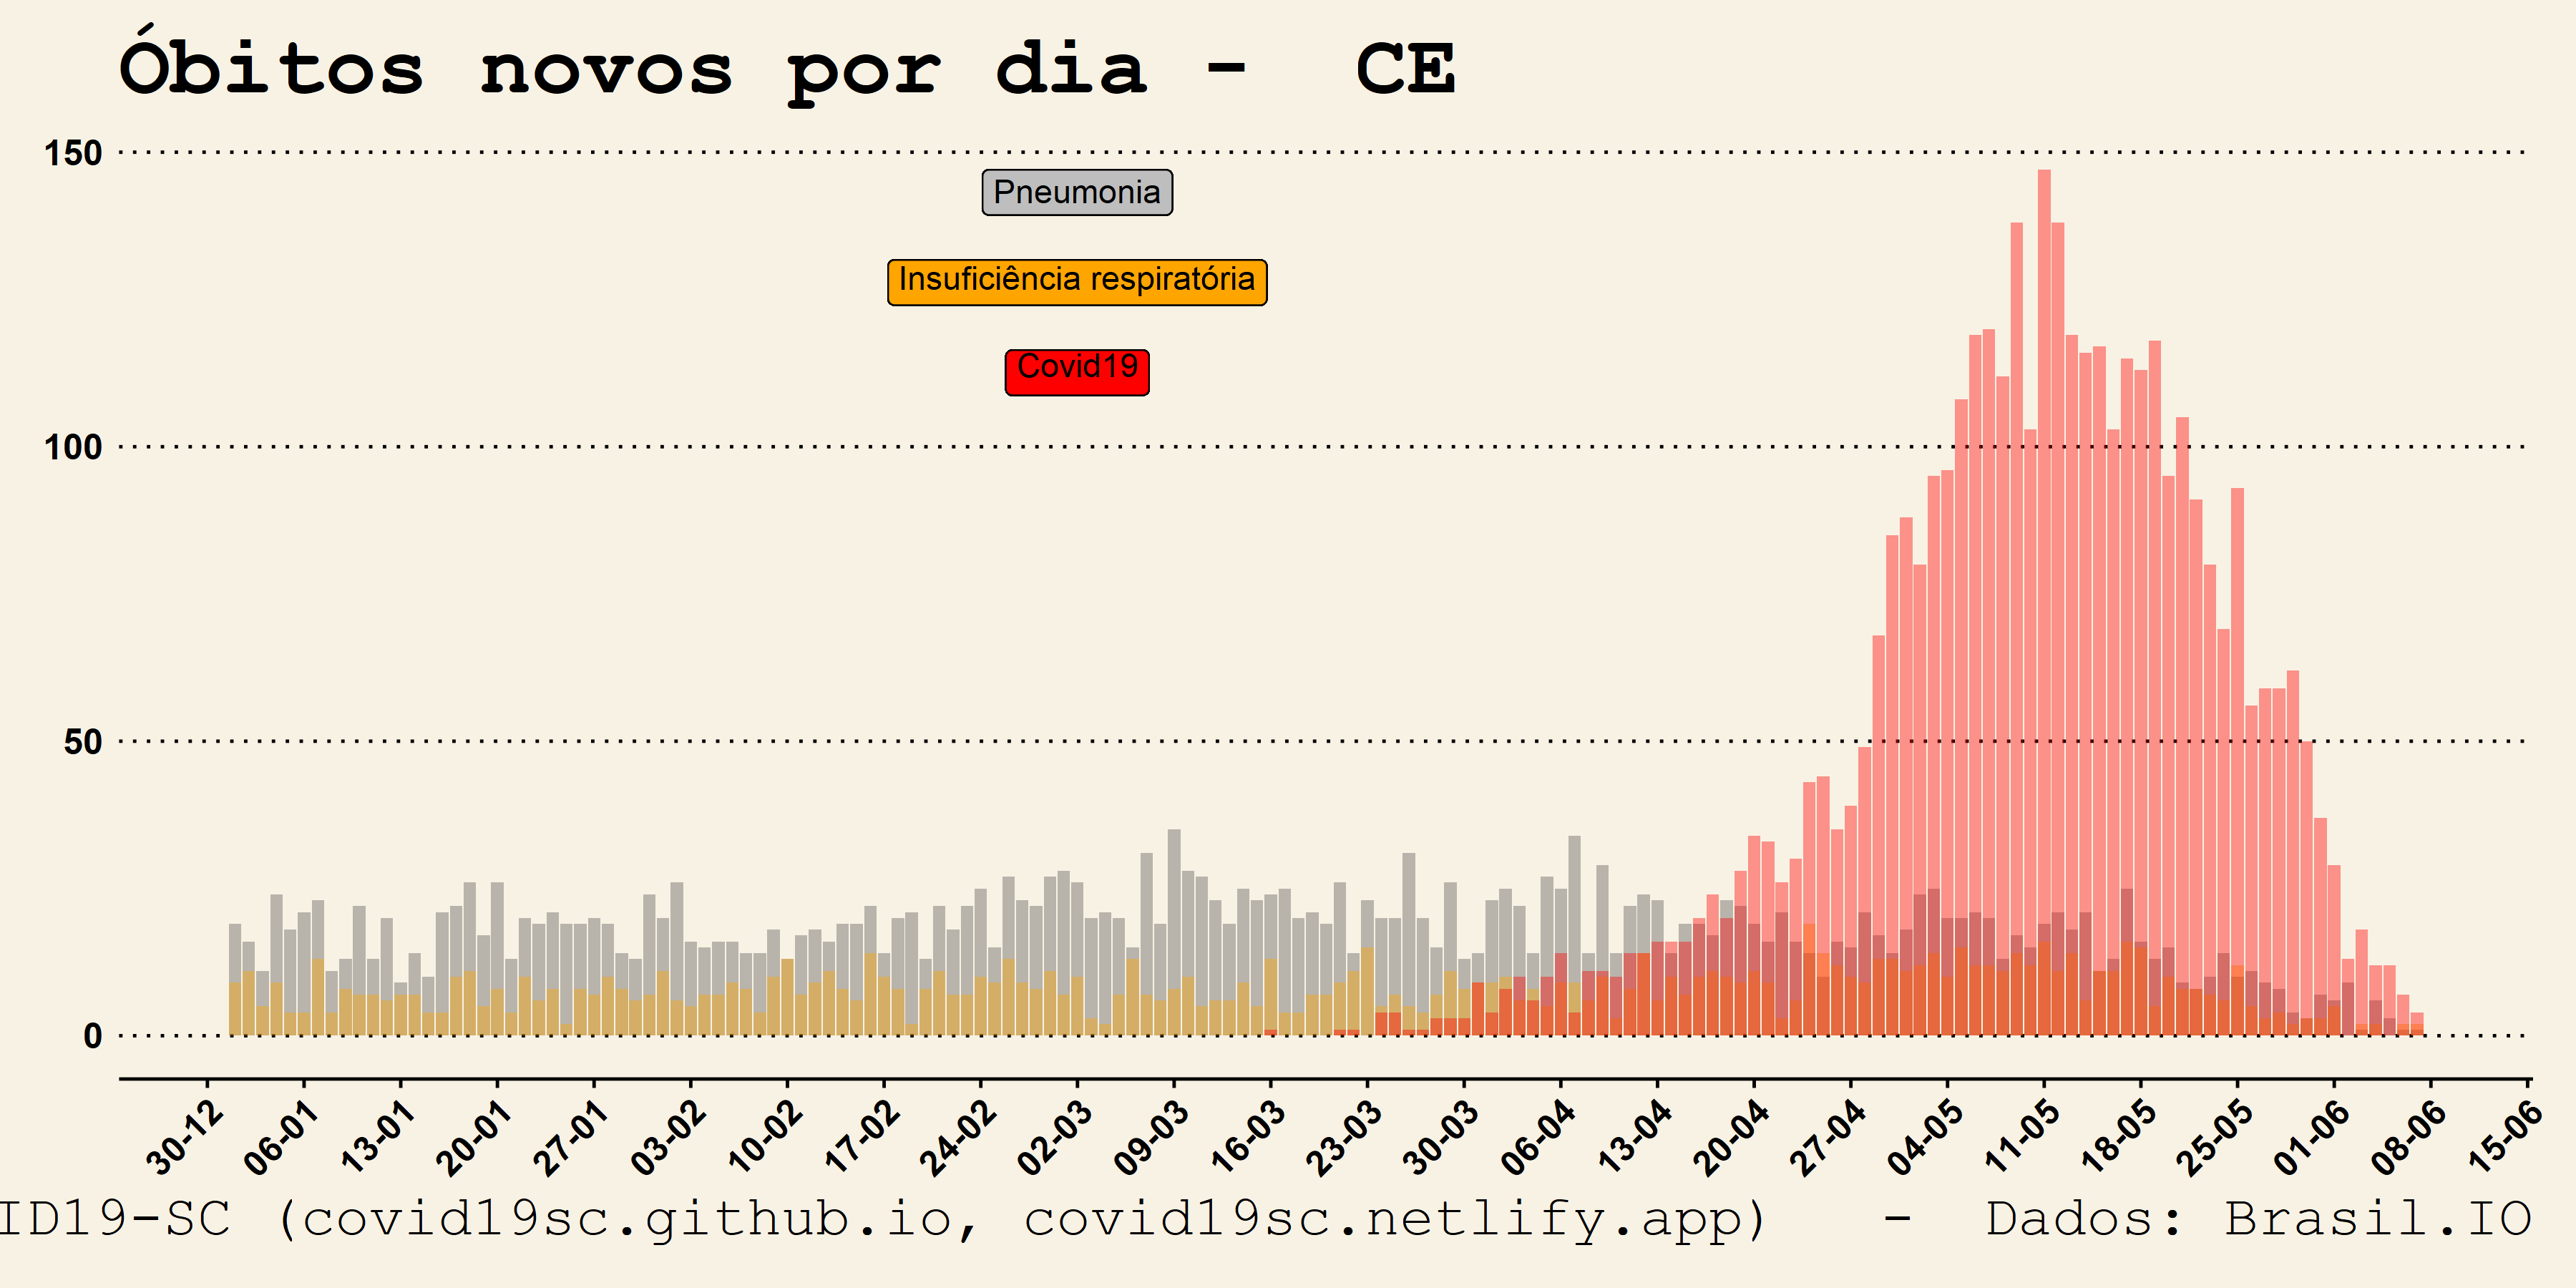 Óbitos novos por dia - CE
150
Pneumonia
Insuficiência respiratória
Covid19
100
50
0
30-12 06-01 13-01 20-01 27-01 03-02 10-02 17-02 24-02 02-03 09-03 16-03 23-03 30-03 06-04 13-04 20-04 27-04 04-05 11-05 18-05 25-05 01-06 08-06 15-06
ID19-SC (covid19sc.github.io, covid19sc.netlify.app) - Dados: Brasil.IO